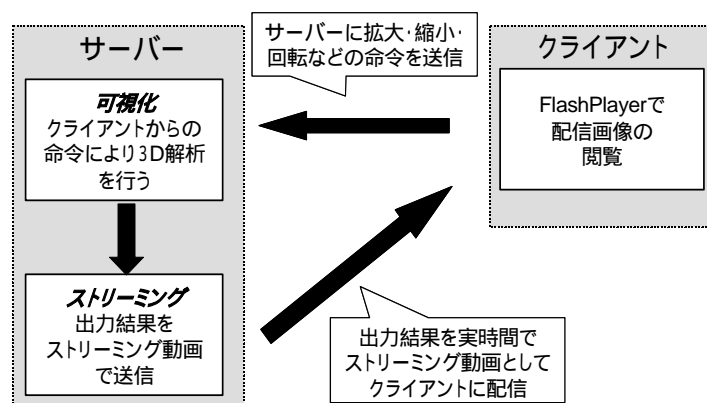 サーバー
可視化
クライアントからの
命令により3D解析
を行う
ストリーミング
出力結果を
ストリーミング動画
で送信
サーバーに拡大・縮小・
回転などの命令を送信
クライアント
FlashPlayerで
配信画像の
閲覧
出力結果を実時間で
ストリーミング動画として
クライアントに配信